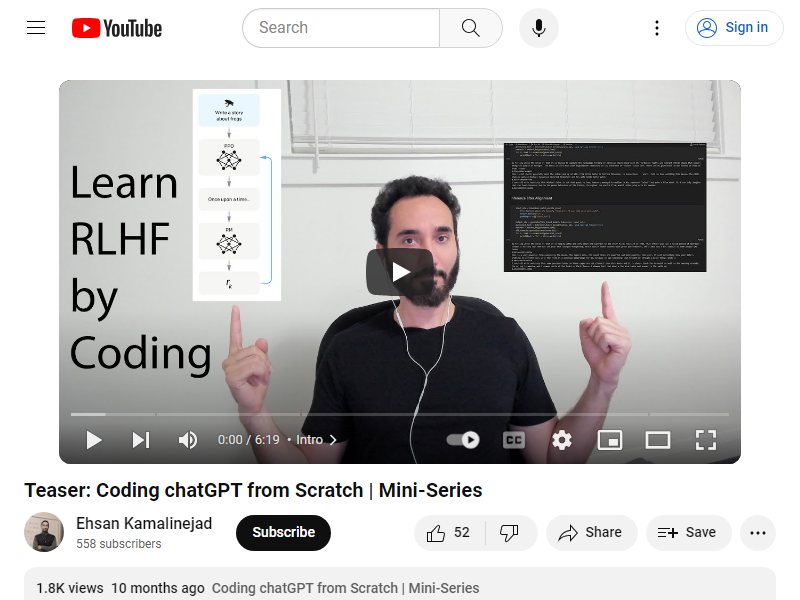 YouTube
Search
Sign in
Learn
RLHF
by
Coding
Write a story
about frogs
PPO
Once upon a time..
RM
rk
0:00 / 6:19 • Intro
CC
Teaser: Coding chatGPT from Scratch | Mini-Series
Ehsan Kamalinejad
558 subscribers
Subscribe
52
Share
Save
1.8K views 10 months ago Coding chatGPT from Scratch | Mini-Series